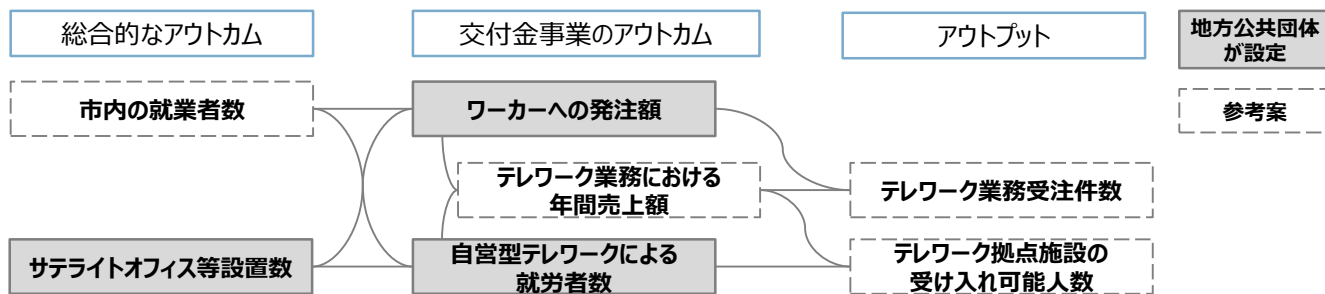 総合的なアウトカム
交付金事業のアウトカム
アウトプット
地方公共団体
が設定
市内の就業者数
ワーカーへの発注額
参考案
テレワーク業務における
年間売上額
テレワーク業務受注件数
サテライトオフィス等設置数
自営型テレワークによる
就労者数
テレワーク拠点施設の
受け入れ可能人数